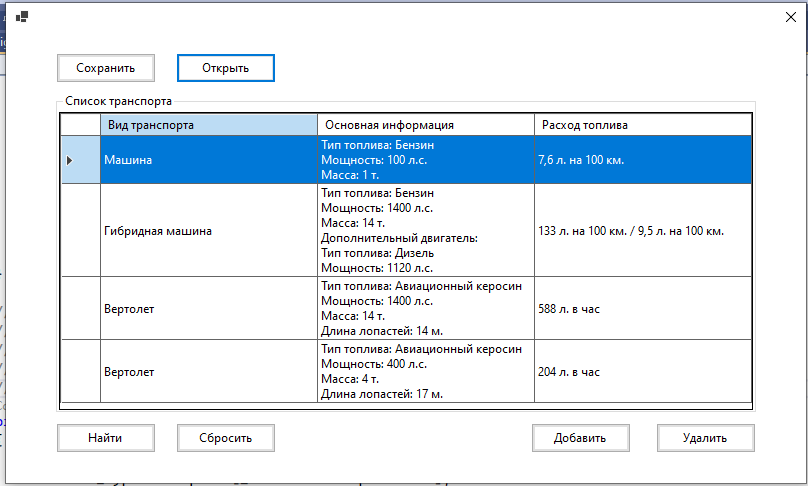 Сохранить
Открыть
Список транспорта
Вид транспорта
Основная информация
Расход топлива
Машина
Тип топлива: Бензин
Мощность: 100 л.с.
Масса: 1 т.
7,6 л. на 100 км.
Гибридная машина
Тип топлива: Бензин
Мощность: 1400 л.с.
Масса: 14 т.
Дополнительный двигатель:
Тип топлива: Дизель
Мощность: 1120 л.с.
133 л. на 100 км. / 9,5 л. на 100 км.
Вертолет
Тип топлива: Авиационный керосин
Мощность: 1400 л.с.
Масса: 14 т.
Длина лопастей: 14 м.
588 л. в час
Вертолет
Тип топлива: Авиационный керосин
Мощность: 400 л.с.
Масса: 4 т.
Длина лопастей: 17 м.
204 л. в час
Найти
Сбросить
Добавить
Удалить